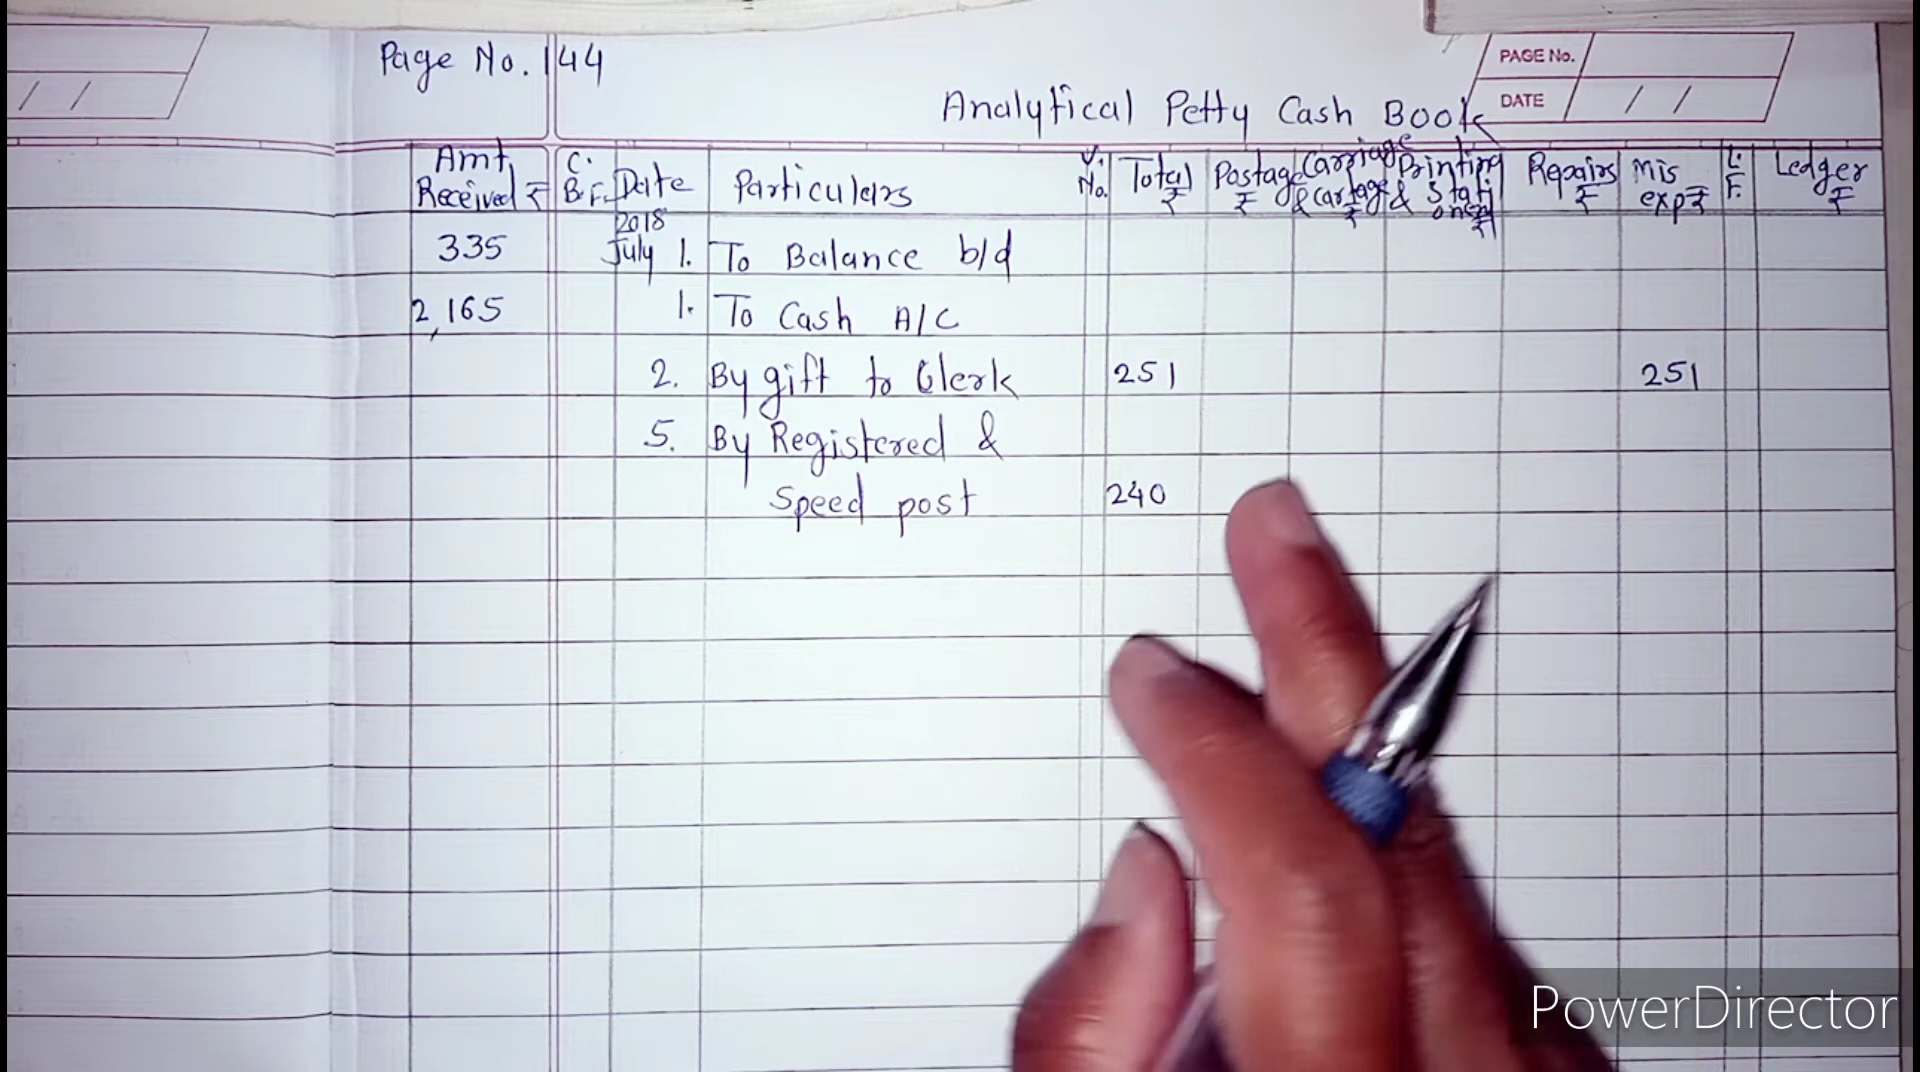 Page No. 144
PAGE No.
DATE / /
/ /
Analytical Petty Cash Book
Amt. Received ₹ C.B.F. Date Particulars V. No. Total ₹ Postage ₹ Carriage & Cartage ₹ Printing & Stationery ₹ Repairs ₹ Mis exp ₹ L.F. Ledger ₹
2018
335 July 1. To Balance b/d
2,165 1. To Cash A/C
2. By gift to Clerk 251 251
5. By Registered &
Speed post 240
PowerDirector